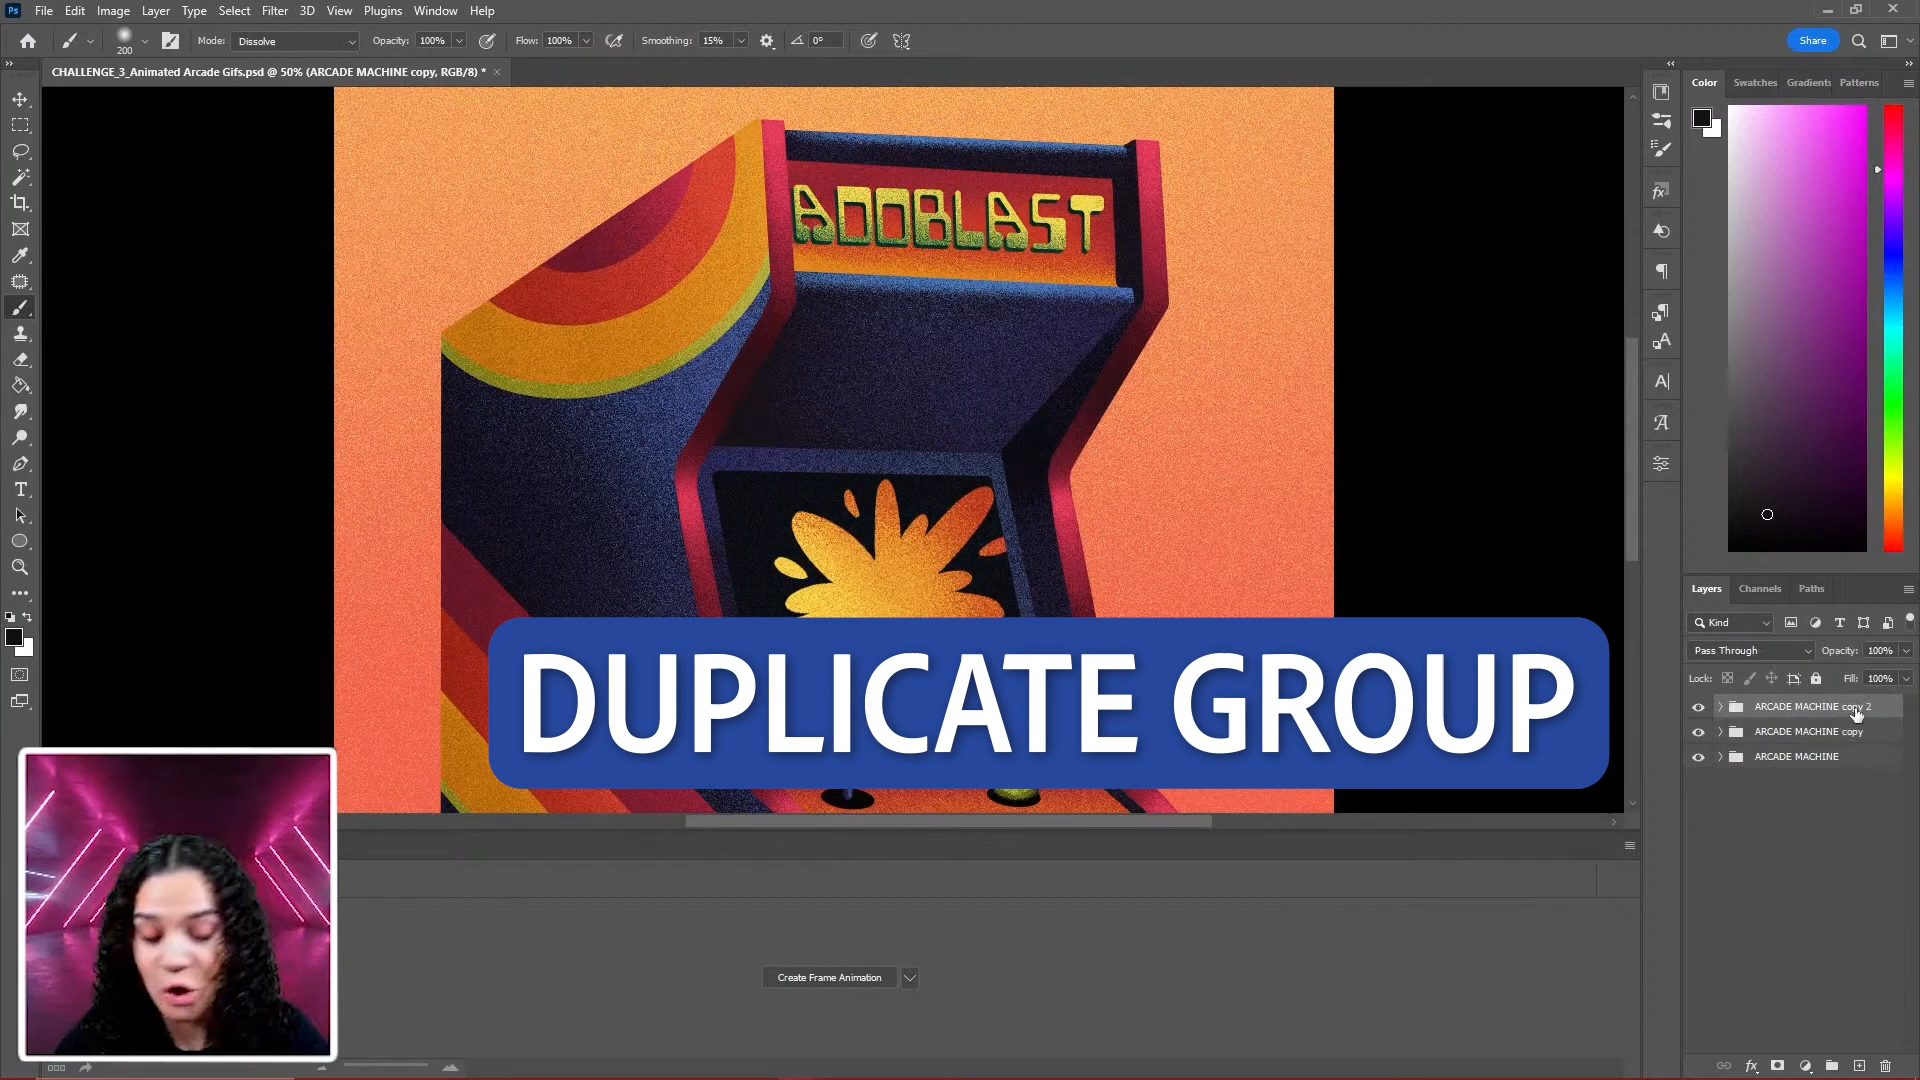 Ps File Edit Image Layer Type Select Filter 3D View Plugins Window Help
200 Mode: Dissolve Opacity: 100% Flow: 100% Smoothing: 15% 0° Share
CHALLENGE_3_Animated Arcade Gifs.psd @ 50% (ARCADE MACHINE copy, RGB/8) * ×
Color Swatches Gradients Patterns
ADOBLAST
Layers Channels Paths
Kind
Pass Through Opacity: 100%
Lock: Fill: 100%
ARCADE MACHINE copy 2
ARCADE MACHINE copy
ARCADE MACHINE
DUPLICATE GROUP
Create Frame Animation